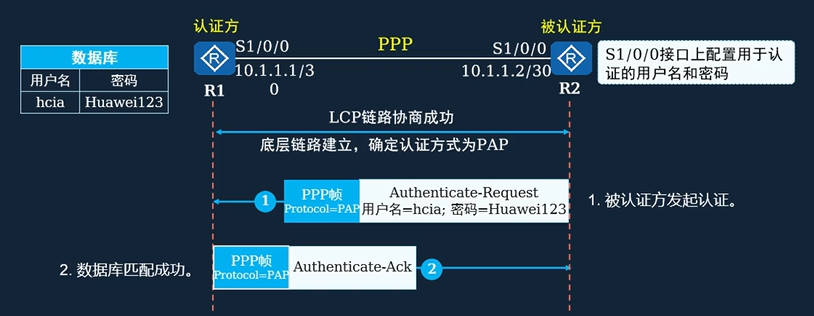 认证方
被认证方
数据库
用户名 密码
hcia Huawei123
S1/0/0
PPP
S1/0/0
10.1.1.1/3
0
10.1.1.2/30
R
R
R1
R2
S1/0/0接口上配置用于认
证的用户名和密码
LCP链路协商成功
底层链路建立，确定认证方式为PAP
1
PPP帧
Protocol=PAP
Authenticate-Request
用户名=hcia; 密码=Huawei123
1. 被认证方发起认证。
2. 数据库匹配成功。
PPP帧
Protocol=PAP
Authenticate-Ack
2